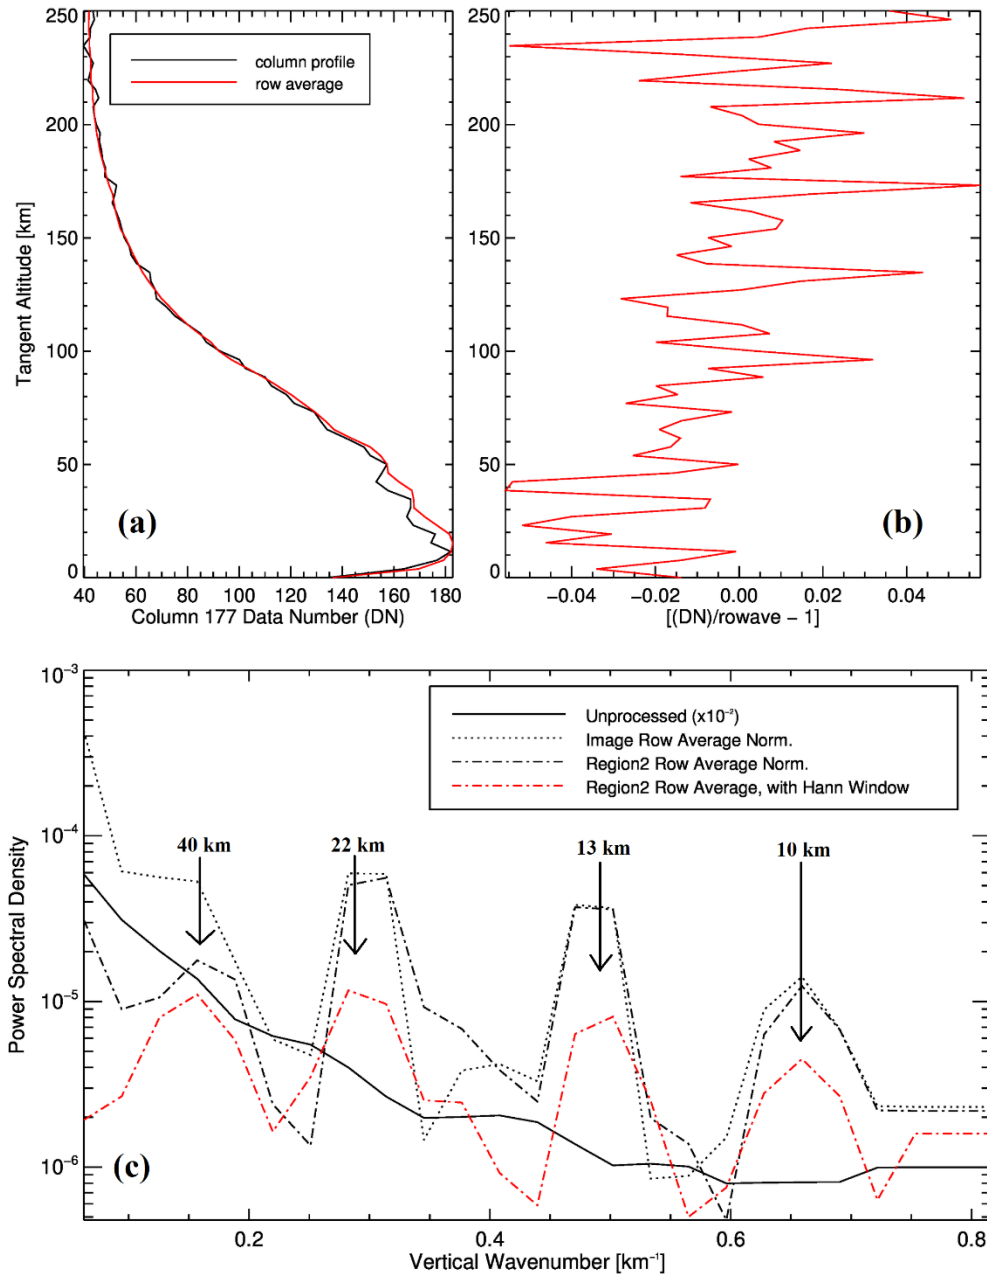 250
200
150
100
50
0
Tangent Altitude [km]
column profile
row average
(a)
40 60 80 100 120 140 160 180
Column 177 Data Number (DN)
250
200
150
100
50
0
(b)
−0.04 −0.02 0.00 0.02 0.04
[(DN)/rowave − 1]
10⁻³
10⁻⁴
10⁻⁵
10⁻⁶
Power Spectral Density
Unprocessed (x10⁻²)
Image Row Average Norm.
Region2 Row Average Norm.
Region2 Row Average, with Hann Window
40 km 22 km 13 km 10 km
(c)
0.2 0.4 0.6 0.8
Vertical Wavenumber [km⁻¹]